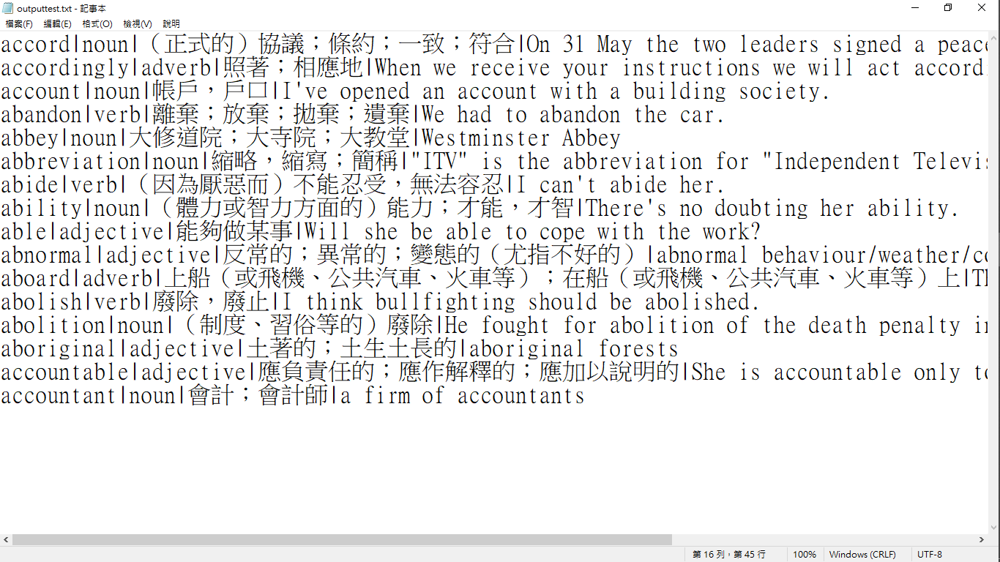 outputtest.txt - 記事本
檔案(F) 編輯(E) 格式(O) 檢視(V) 說明
accord|noun|（正式的）協議；條約；一致；符合|On 31 May the two leaders signed a peace
accordingly|adverb|照著；相應地|When we receive your instructions we will act
account|noun|帳戶，戶口|I've opened an account with a building society.
abandon|verb|離棄；放棄；拋棄；遺棄|We had to abandon the car.
abbey|noun|大修道院；大寺院；大教堂|Westminster Abbey
abbreviation|noun|縮略，縮寫；簡稱|"ITV" is the abbreviation for "Independent
abide|verb|（因為厭惡而）不能忍受，無法容忍|I can't abide her.
ability|noun|（體力或智力方面的）能力；才能，才智|There's no doubting her ability.
able|adjective|能夠做某事|Will she be able to cope with the work?
abnormal|adjective|反常的；異常的；變態的（尤指不好的）|abnormal behaviour/weather/
aboard|adverb|上船（或飛機、公共汽車、火車等）；在船（或飛機、公共汽車、火車等）上|
abolish|verb|廢除，廢止|I think bullfighting should be abolished.
abolition|noun|（制度、習俗等的）廢除|He fought for abolition of the death penalty
aboriginal|adjective|土著的；土生土長的|aboriginal forests
accountable|adjective|應負責任的；應作解釋的；應加以說明的|She is accountable only to
accountant|noun|會計；會計師|a firm of accountants
第 16 列，第 45 行 100% Windows (CRLF) UTF-8